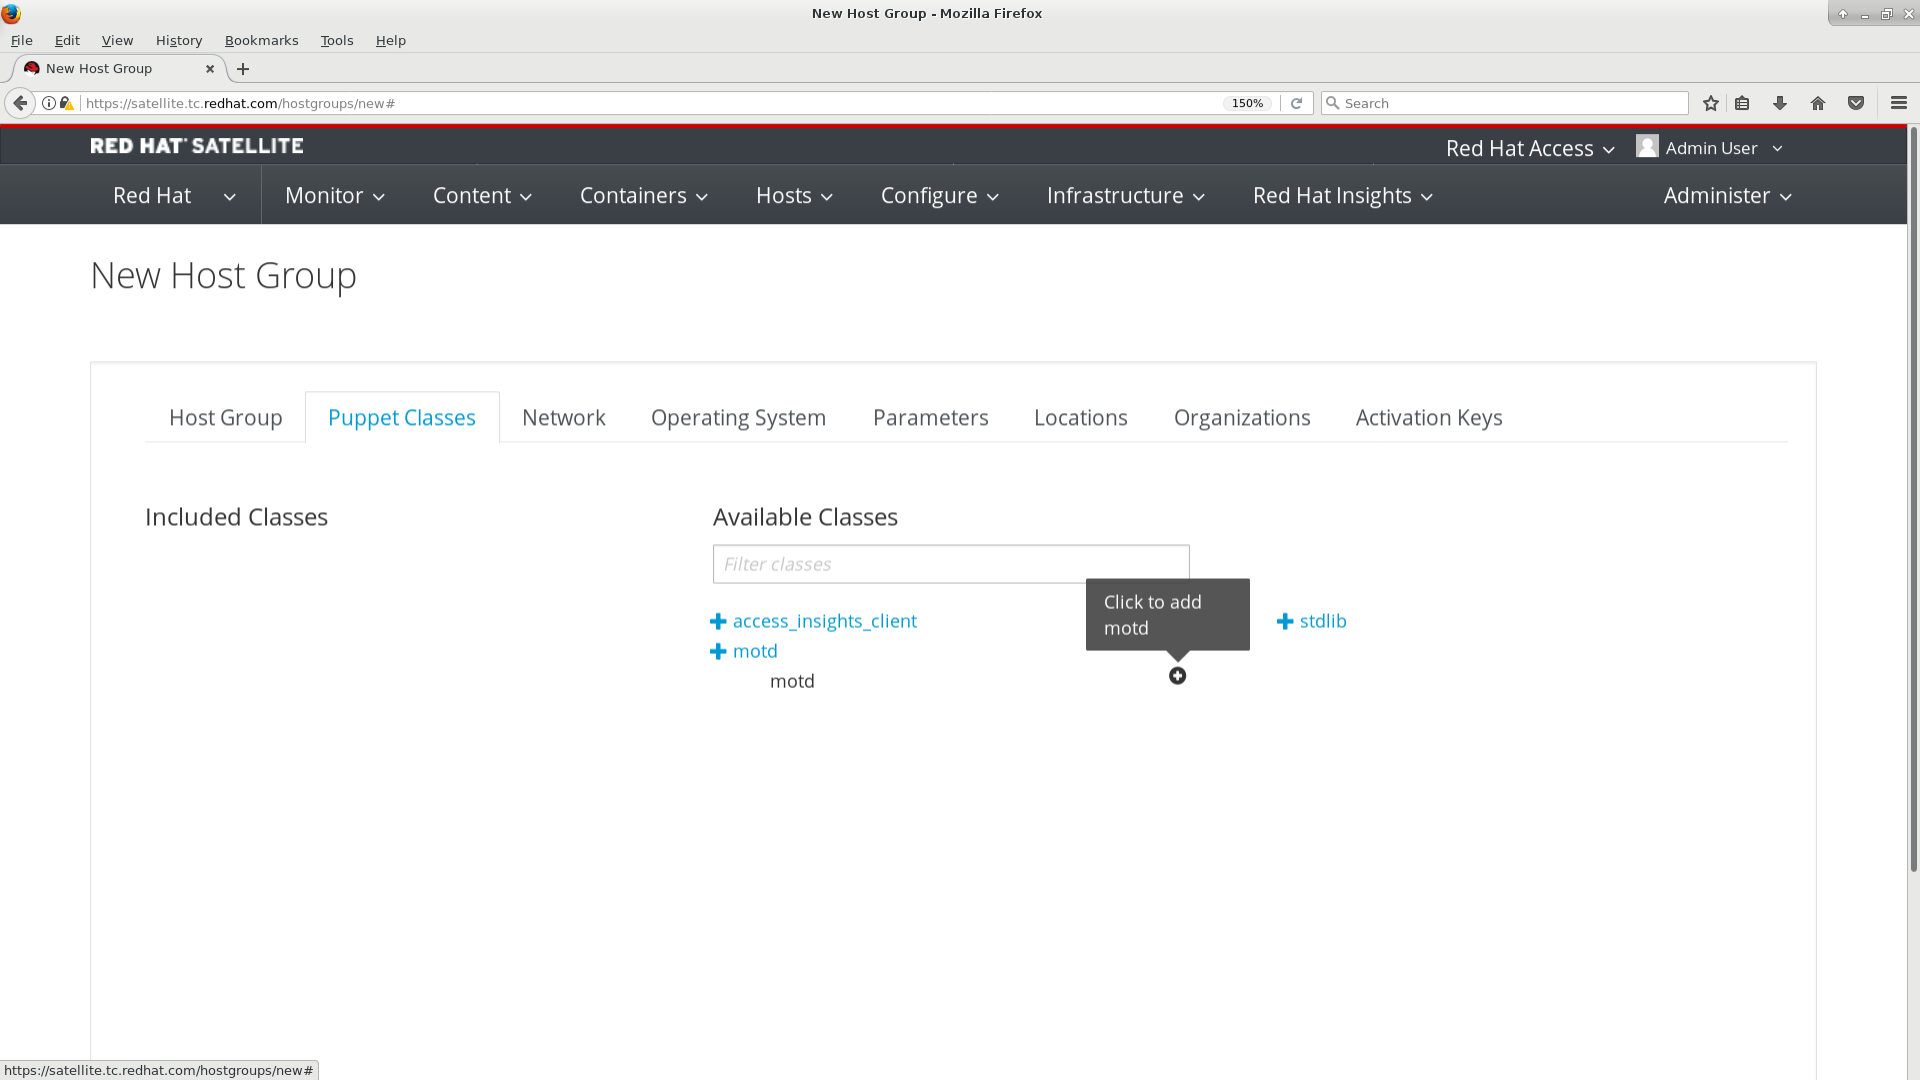 New Host Group - Mozilla Firefox
File Edit View History Bookmarks Tools Help
New Host Group
https://satellite.tc.redhat.com/hostgroups/new# 150% Search
RED HAT SATELLITE Red Hat Access Admin User
Red Hat Monitor Content Containers Hosts Configure Infrastructure Red Hat Insights Administer
New Host Group
Host Group Puppet Classes Network Operating System Parameters Locations Organizations Activation Keys
Included Classes
Available Classes
Filter classes
Click to add
motd
access_insights_client
stdlib
motd
motd
https://satellite.tc.redhat.com/hostgroups/new#